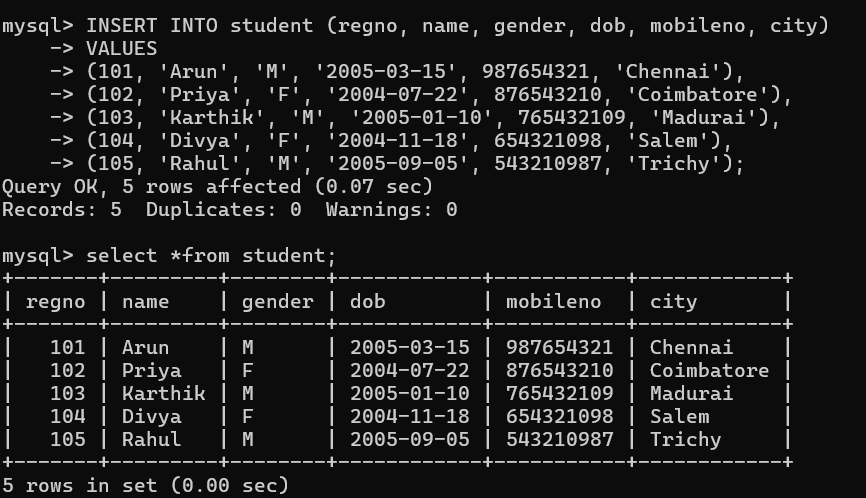 mysql> INSERT INTO student (regno, name, gender, dob, mobileno, city)
    -> VALUES
    -> (101, 'Arun', 'M', '2005-03-15', 987654321, 'Chennai'),
    -> (102, 'Priya', 'F', '2004-07-22', 876543210, 'Coimbatore'),
    -> (103, 'Karthik', 'M', '2005-01-10', 765432109, 'Madurai'),
    -> (104, 'Divya', 'F', '2004-11-18', 654321098, 'Salem'),
    -> (105, 'Rahul', 'M', '2005-09-05', 543210987, 'Trichy');
Query OK, 5 rows affected (0.07 sec)
Records: 5  Duplicates: 0  Warnings: 0

mysql> select *from student;
+-------+---------+--------+------------+-----------+------------+
| regno | name    | gender | dob        | mobileno  | city       |
+-------+---------+--------+------------+-----------+------------+
|   101 | Arun    | M      | 2005-03-15 | 987654321 | Chennai    |
|   102 | Priya   | F      | 2004-07-22 | 876543210 | Coimbatore |
|   103 | Karthik | M      | 2005-01-10 | 765432109 | Madurai    |
|   104 | Divya   | F      | 2004-11-18 | 654321098 | Salem      |
|   105 | Rahul   | M      | 2005-09-05 | 543210987 | Trichy     |
+-------+---------+--------+------------+-----------+------------+
5 rows in set (0.00 sec)